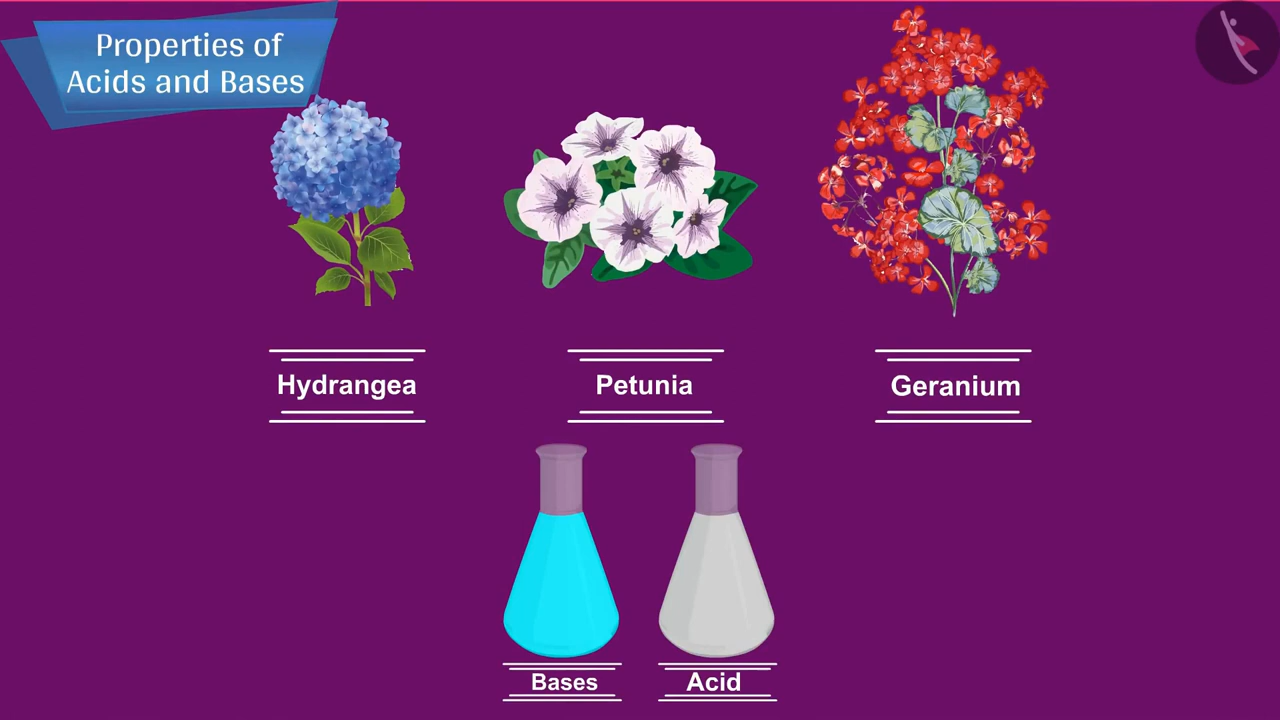 Properties of
Acids and Bases
Hydrangea
Petunia
Geranium
Bases
Acid